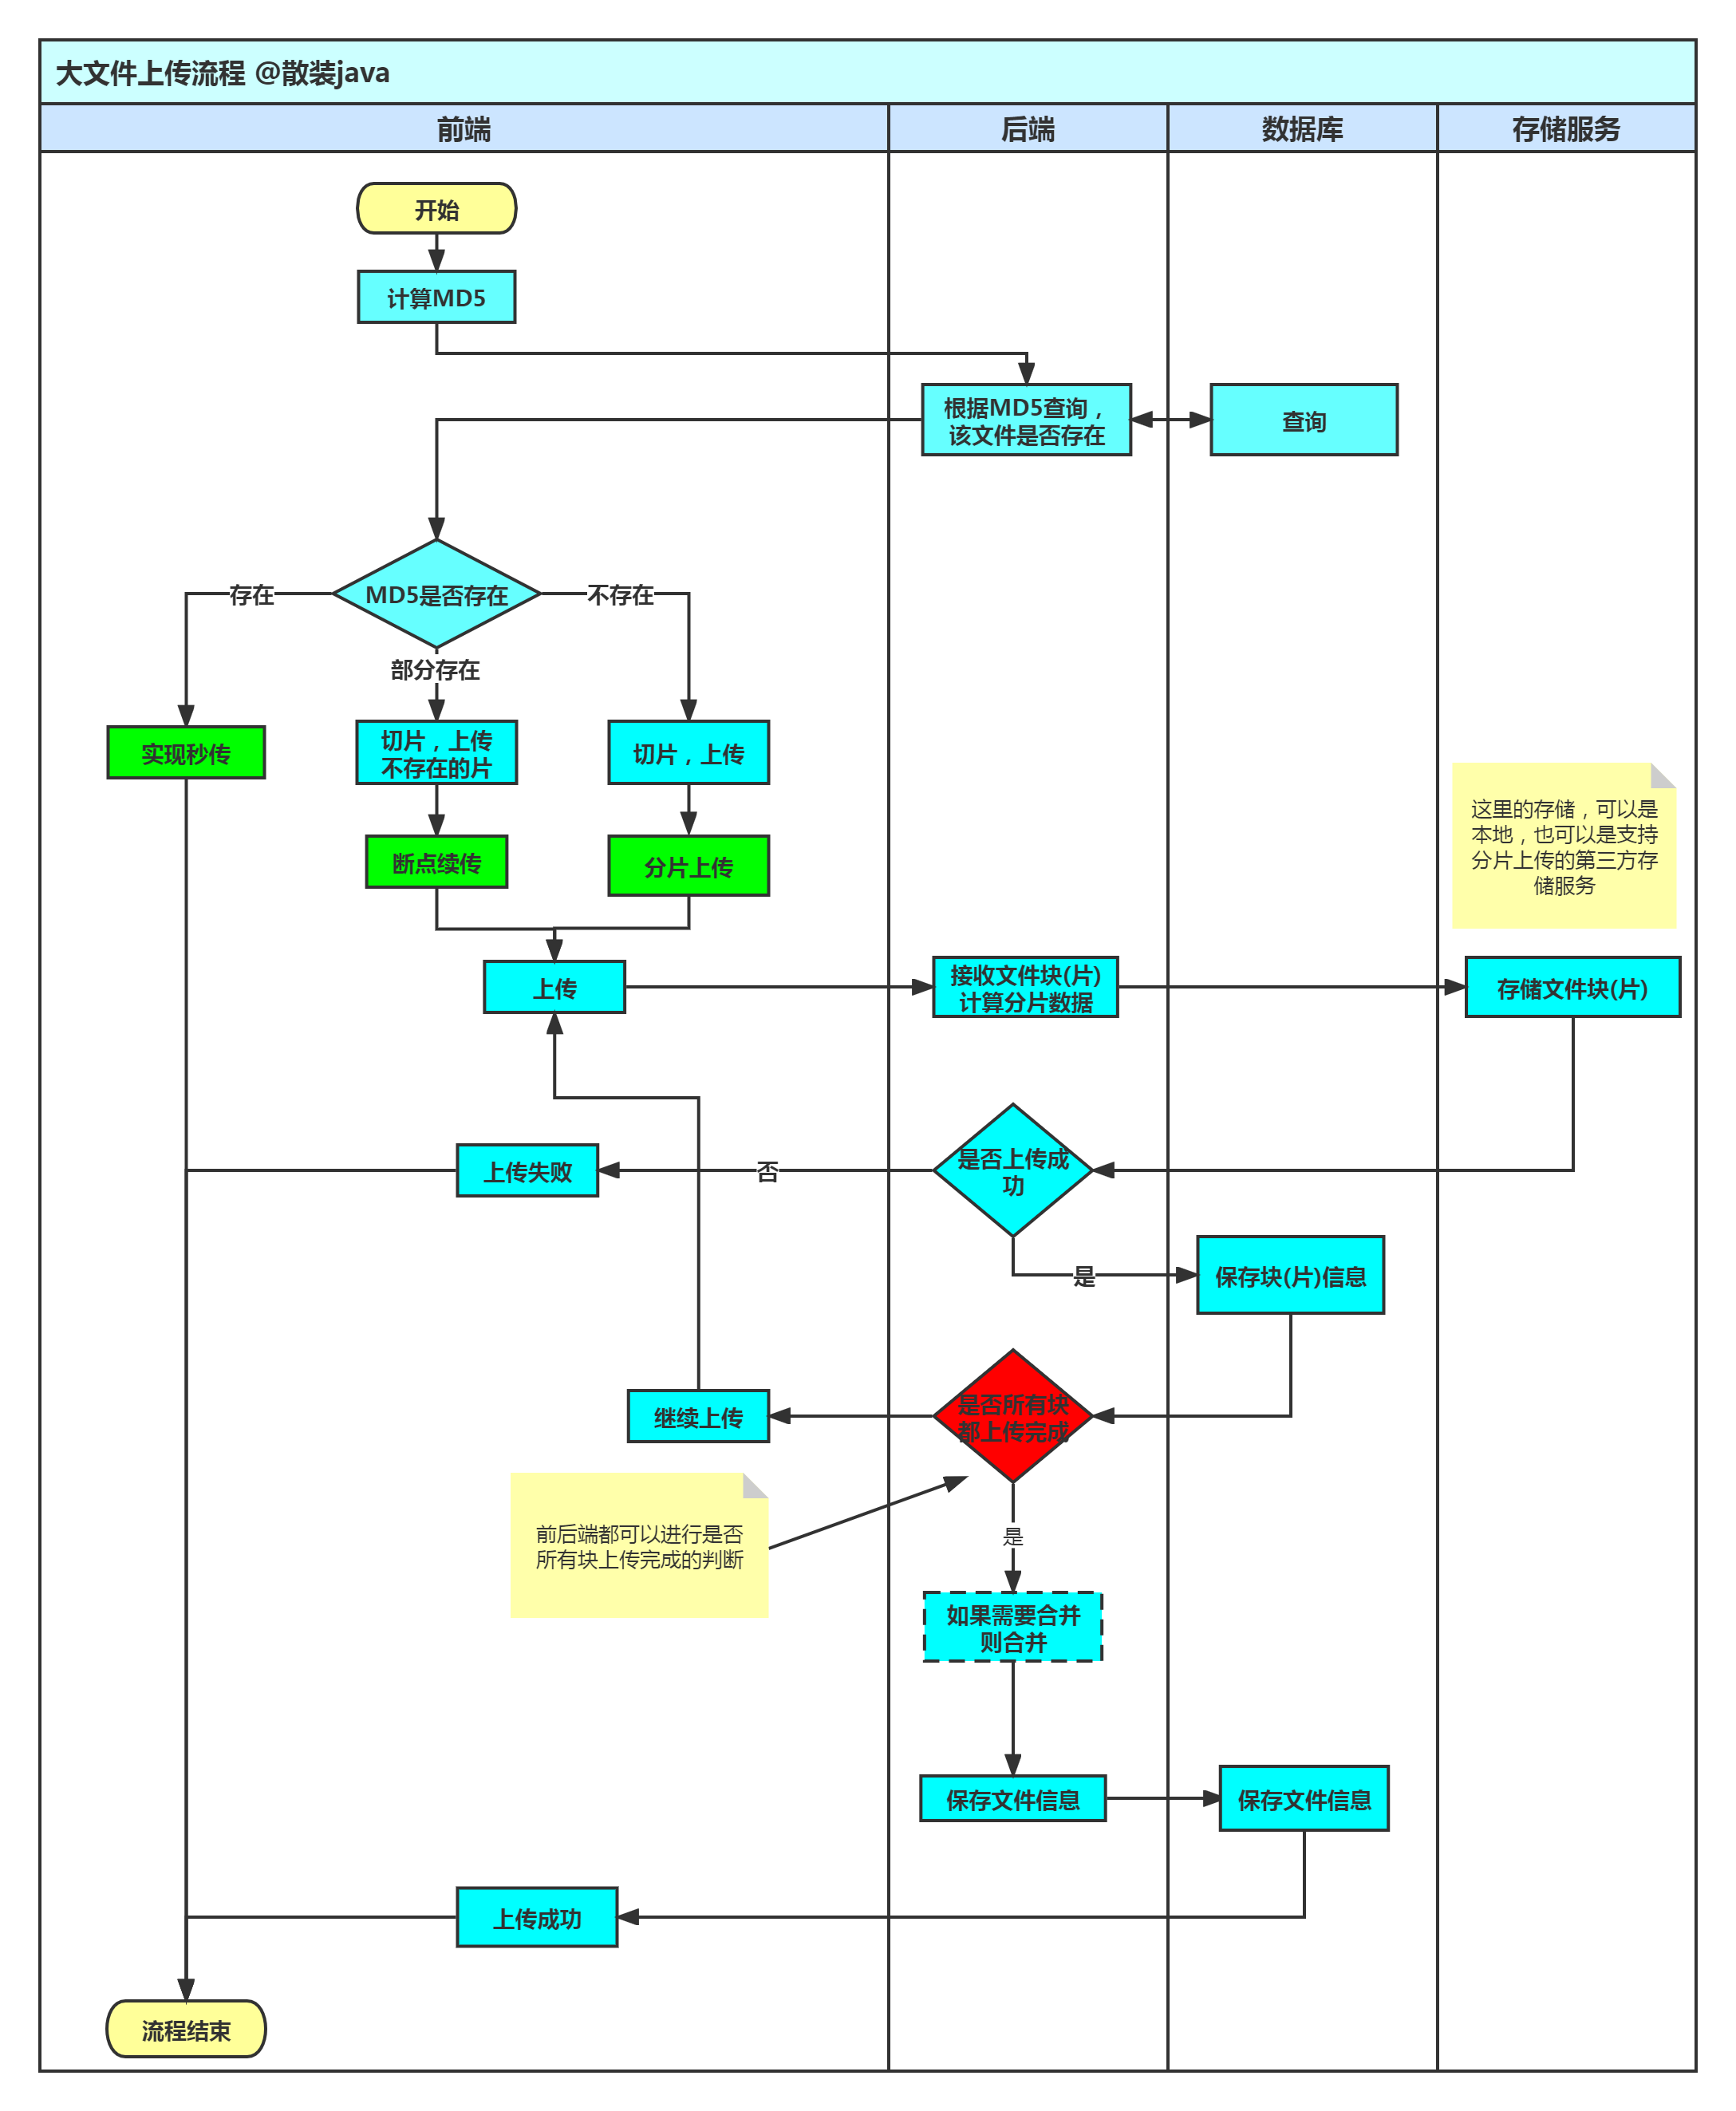 大文件上传流程 @散装java
前端
后端
数据库
存储服务
开始
计算MD5
根据MD5查询，
该文件是否存在
查询
MD5是否存在
存在
不存在
部分存在
实现秒传
切片，上传
不存在的片
切片，上传
断点续传
分片上传
这里的存储，可以是
本地，也可以是支持
分片上传的第三方存
储服务
上传
接收文件块(片)
计算分片数据
存储文件块(片)
是否上传成
功
否
上传失败
是
保存块(片)信息
是否所有块
都上传完成
继续上传
前后端都可以进行是否
所有块上传完成的判断
是
如果需要合并
则合并
保存文件信息
保存文件信息
上传成功
流程结束